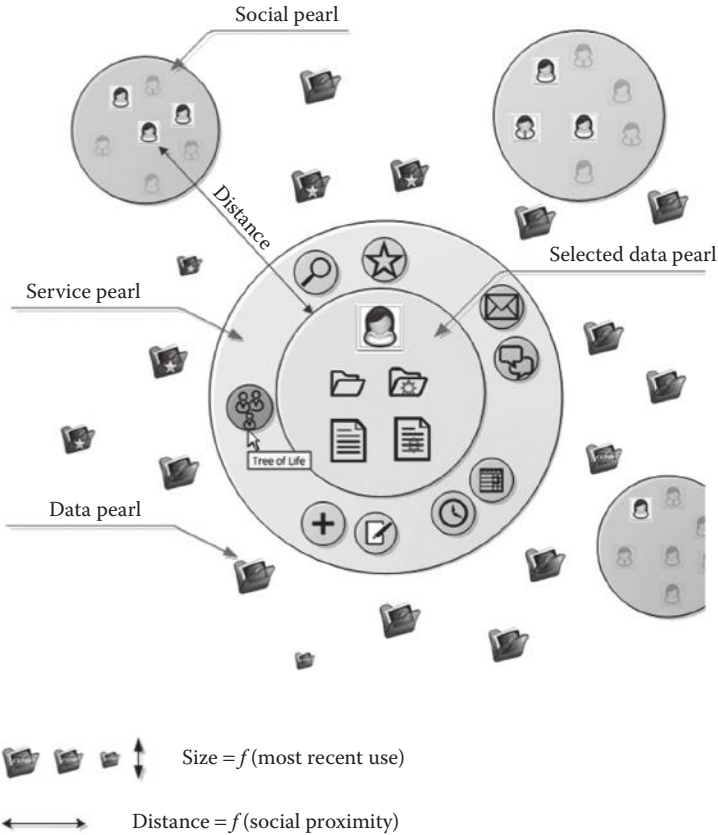 Social pearl
Distance
Selected data pearl
Service pearl
Tree of Life
Data pearl
Size = f (most recent use)
Distance = f (social proximity)